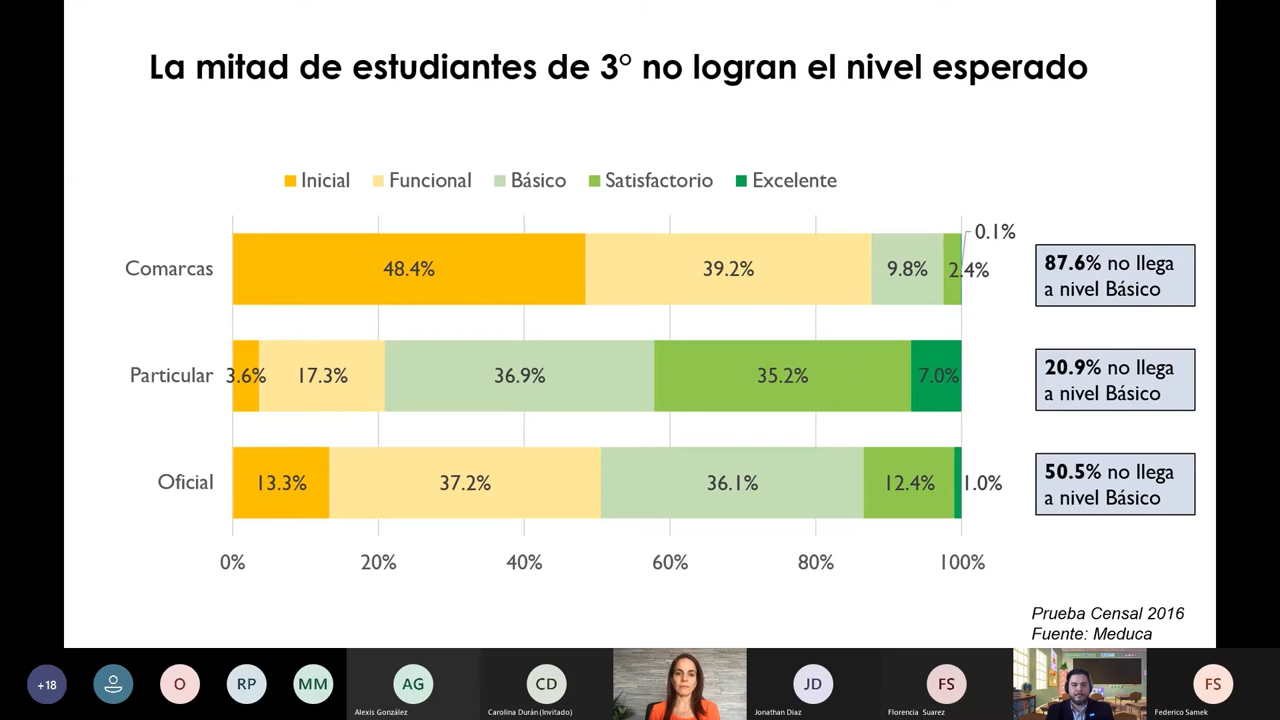 La mitad de estudiantes de 3° no logran el nivel esperado
Inicial Funcional Básico Satisfactorio Excelente
0.1%
Comarcas 48.4% 39.2% 9.8% 2.4%
87.6% no llega
a nivel Básico
Particular 3.6% 17.3% 36.9% 35.2% 7.0%
20.9% no llega
a nivel Básico
Oficial 13.3% 37.2% 36.1% 12.4% 1.0%
50.5% no llega
a nivel Básico
0% 20% 40% 60% 80% 100%
Prueba Censal 2016
Fuente: Meduca
+18 O RP MM AG CD JD FS FS
Alexis González Carolina Durán (Invitado) Jonathan Diaz Florencia Suarez Federico Samek